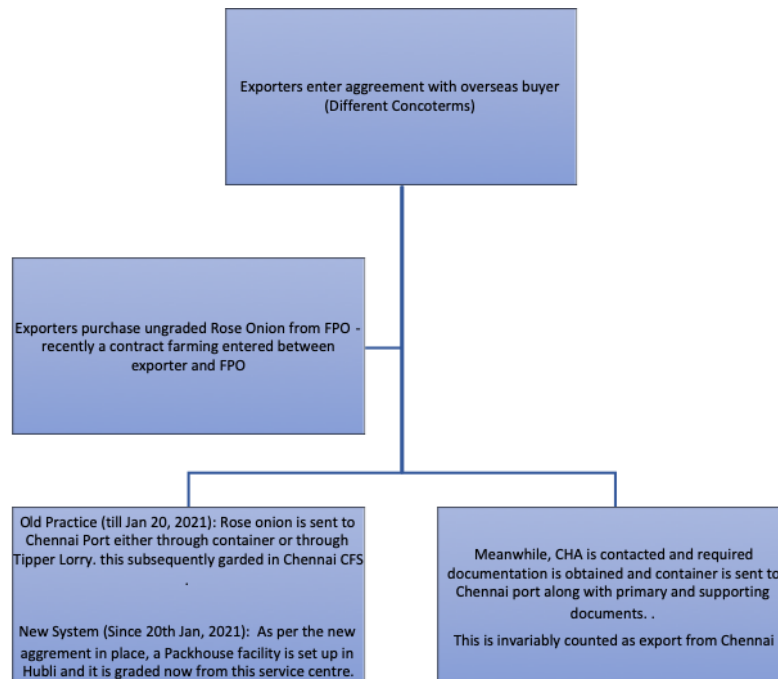 Exporters enter aggreement with overseas buyer
(Different Concoterms)
Exporters purchase ungraded Rose Onion from FPO -
recently a contract farming entered between
exporter and FPO
Old Practice (till Jan 20, 2021): Rose onion is sent to
Chennai Port either through container or through
Tipper Lorry. this subsequently garded in Chennai CFS
.
New System (Since 20th Jan, 2021):  As per the new
aggrement in place, a Packhouse facility is set up in
Hubli and it is graded now from this service centre.
Meanwhile, CHA is contacted and required
documentation is obtained and container is sent to
Chennai port along with primary and supporting
documents. .
This is invariably counted as export from Chennai